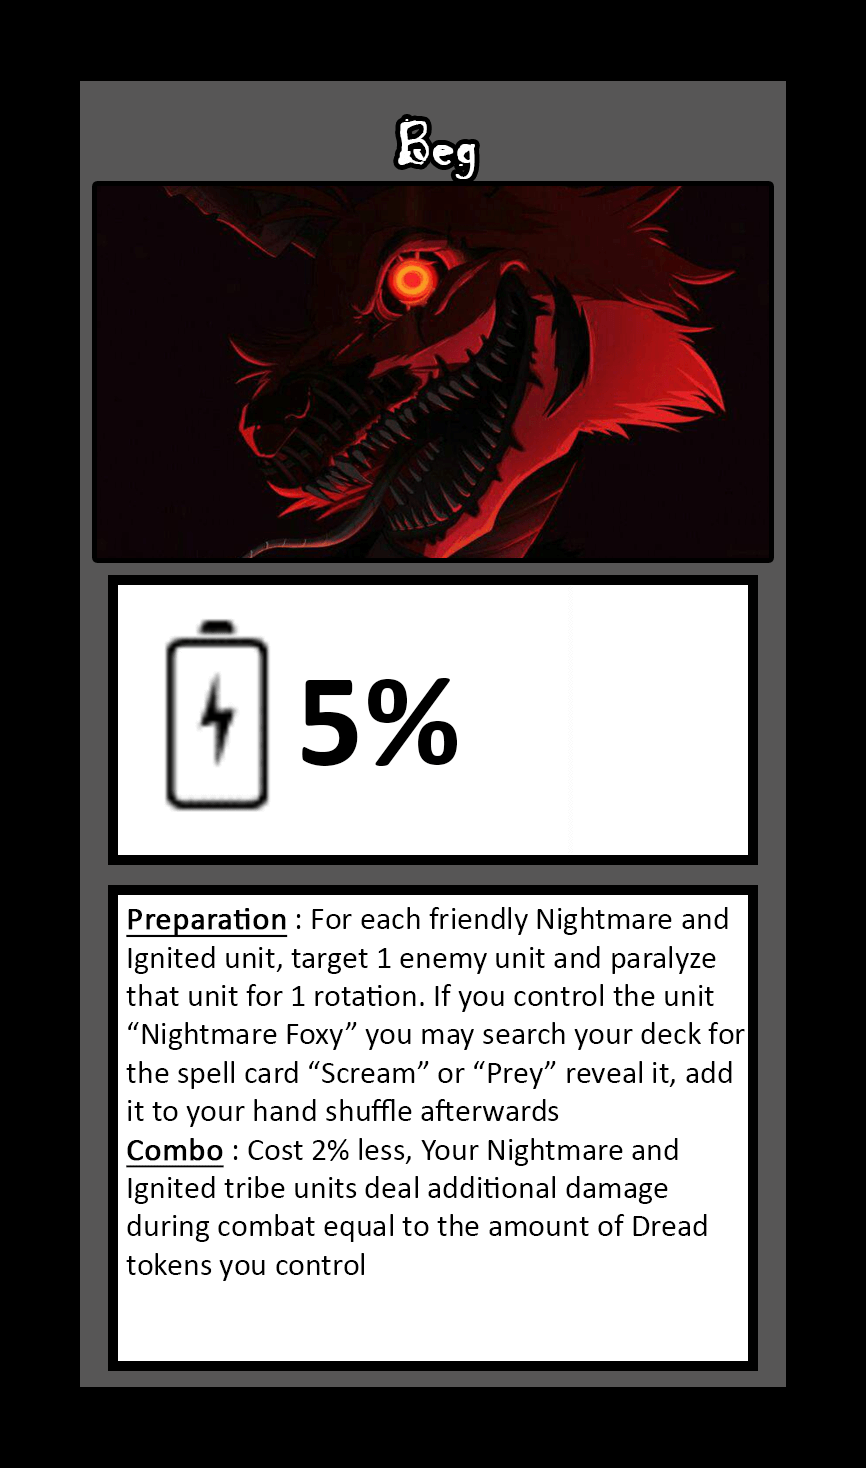 Beg
5%
Preparation : For each friendly Nightmare and
Ignited unit, target 1 enemy unit and paralyze
that unit for 1 rotation. If you control the unit
“Nightmare Foxy” you may search your deck for
the spell card “Scream” or “Prey” reveal it, add
it to your hand shuffle afterwards
Combo : Cost 2% less, Your Nightmare and
Ignited tribe units deal additional damage
during combat equal to the amount of Dread
tokens you control